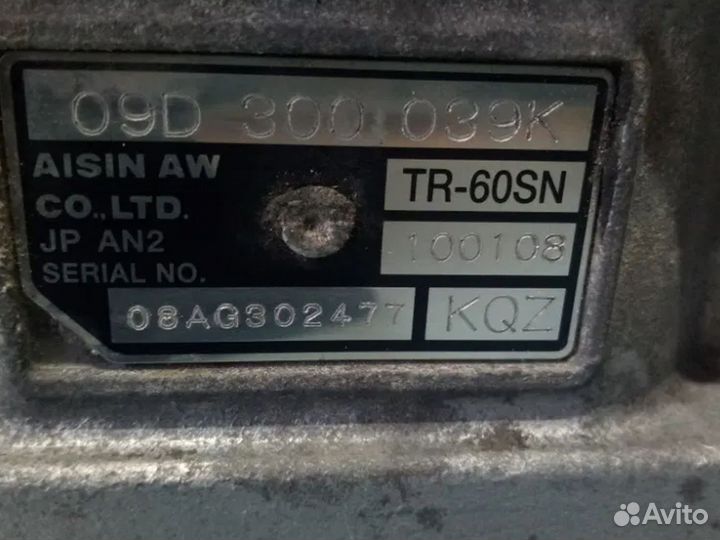 09D 300 039K
AISIN AW
CO.,LTD.
TR-60SN
JP AN2
100108
SERIAL NO.
08AG302477
KQZ
Avito